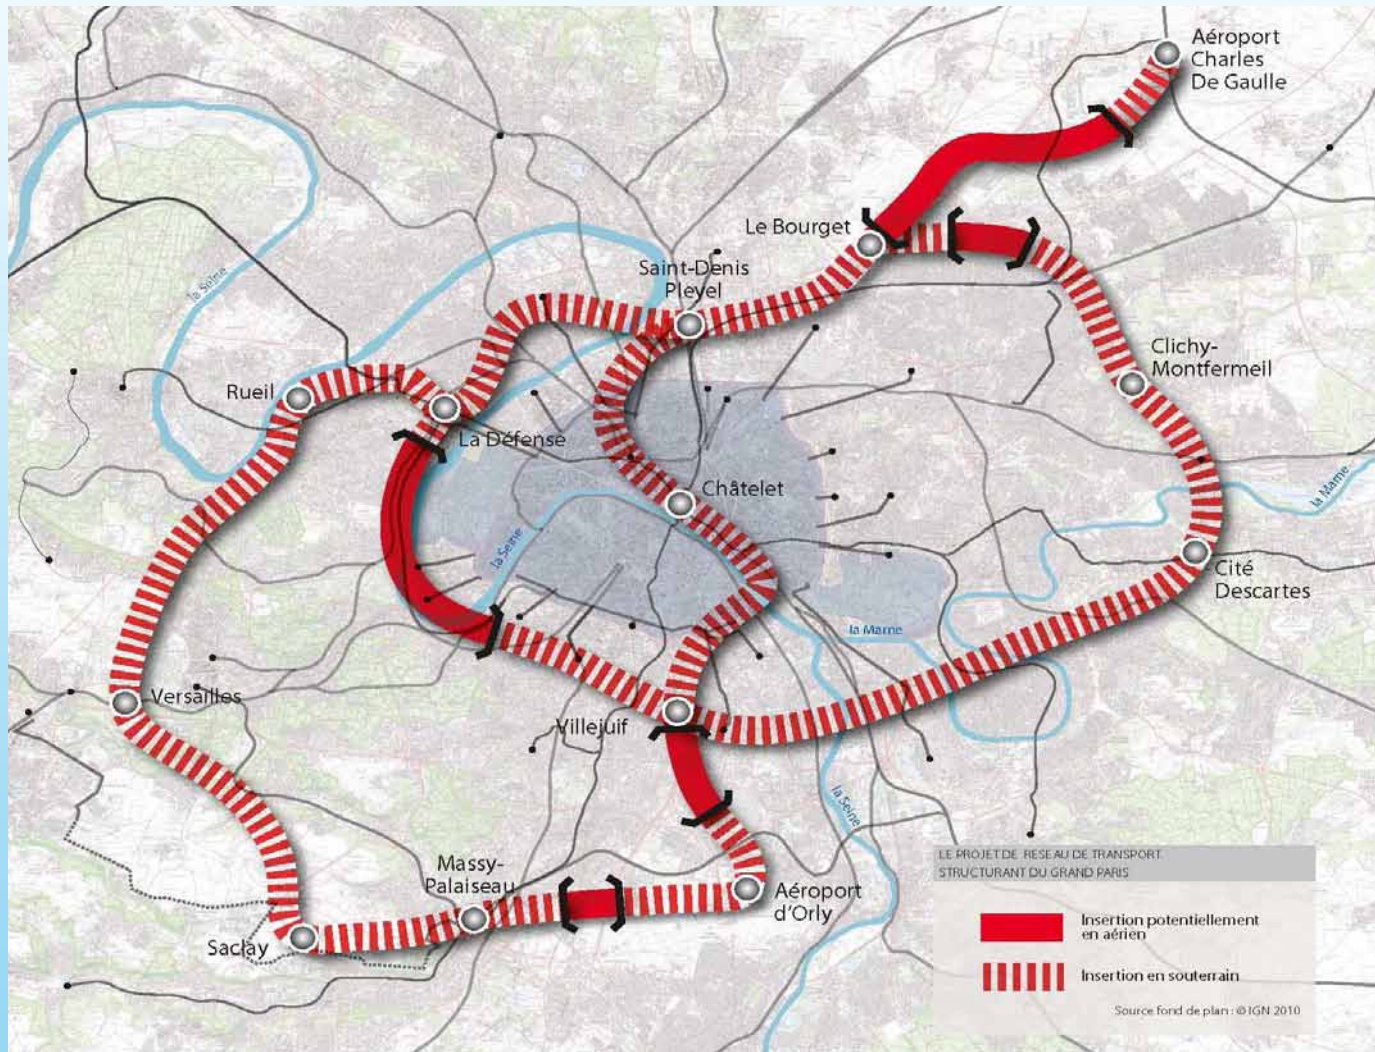 Aéroport
Charles
De Gaulle
Le Bourget
Saint-Denis
Pleyel
la Seine
Clichy-
Montfermeil
Rueil
La Défense
Châtelet
la Marne
la Seine
Cité
Descartes
la Marne
Versailles
Villejuif
la Seine
Massy-
Palaiseau
Aéroport
d'Orly
Saclay
LE PROJET DE RESEAU DE TRANSPORT
STRUCTURANT DU GRAND PARIS
Insertion potentiellement
en aérien
Insertion en souterrain
Source fond de plan : © IGN 2010